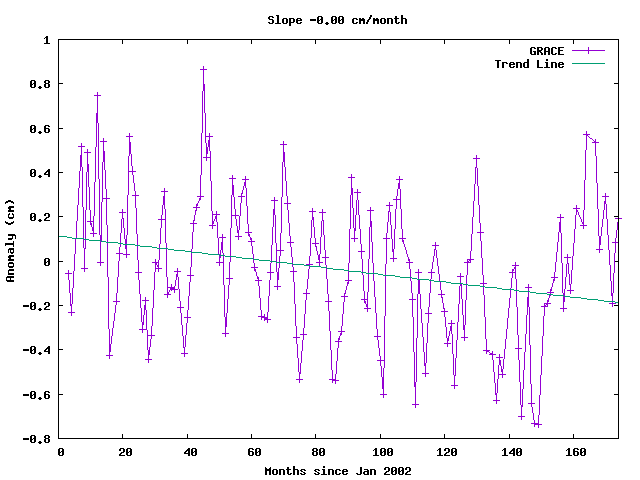 Slope -0.00 cm/month
1
0.8
0.6
0.4
0.2
0
-0.2
-0.4
-0.6
-0.8
Anomaly (cm)
GRACE
Trend Line
0 20 40 60 80 100 120 140 160
Months since Jan 2002